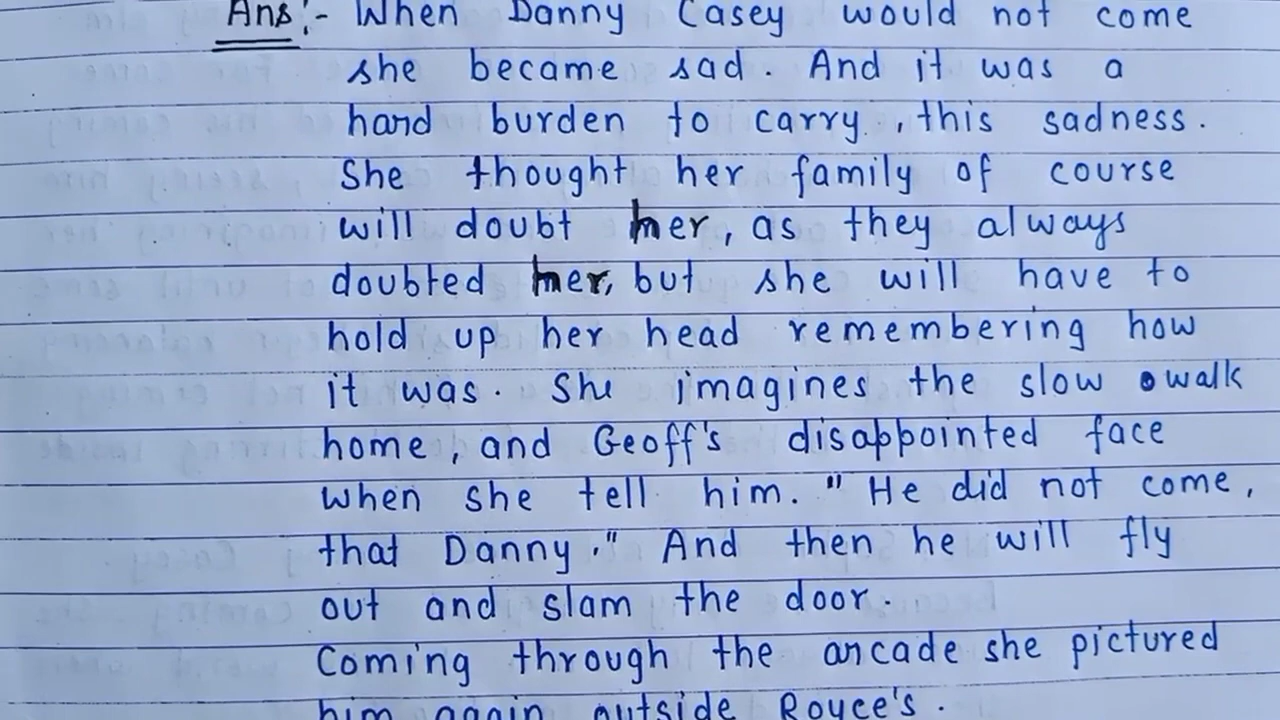 Ans:- When Danny Casey would not come
she became sad. And it was a
hard burden to carry, this sadness.
She thought her family of course
will doubt her, as they always
doubted her, but she will have to
hold up her head remembering how
it was. She imagines the slow walk
home, and Geoff's disappointed face
when she tell him. "He did not come,
that Danny." And then he will fly
out and slam the door.
Coming through the arcade she pictured
him again outside Royce's.